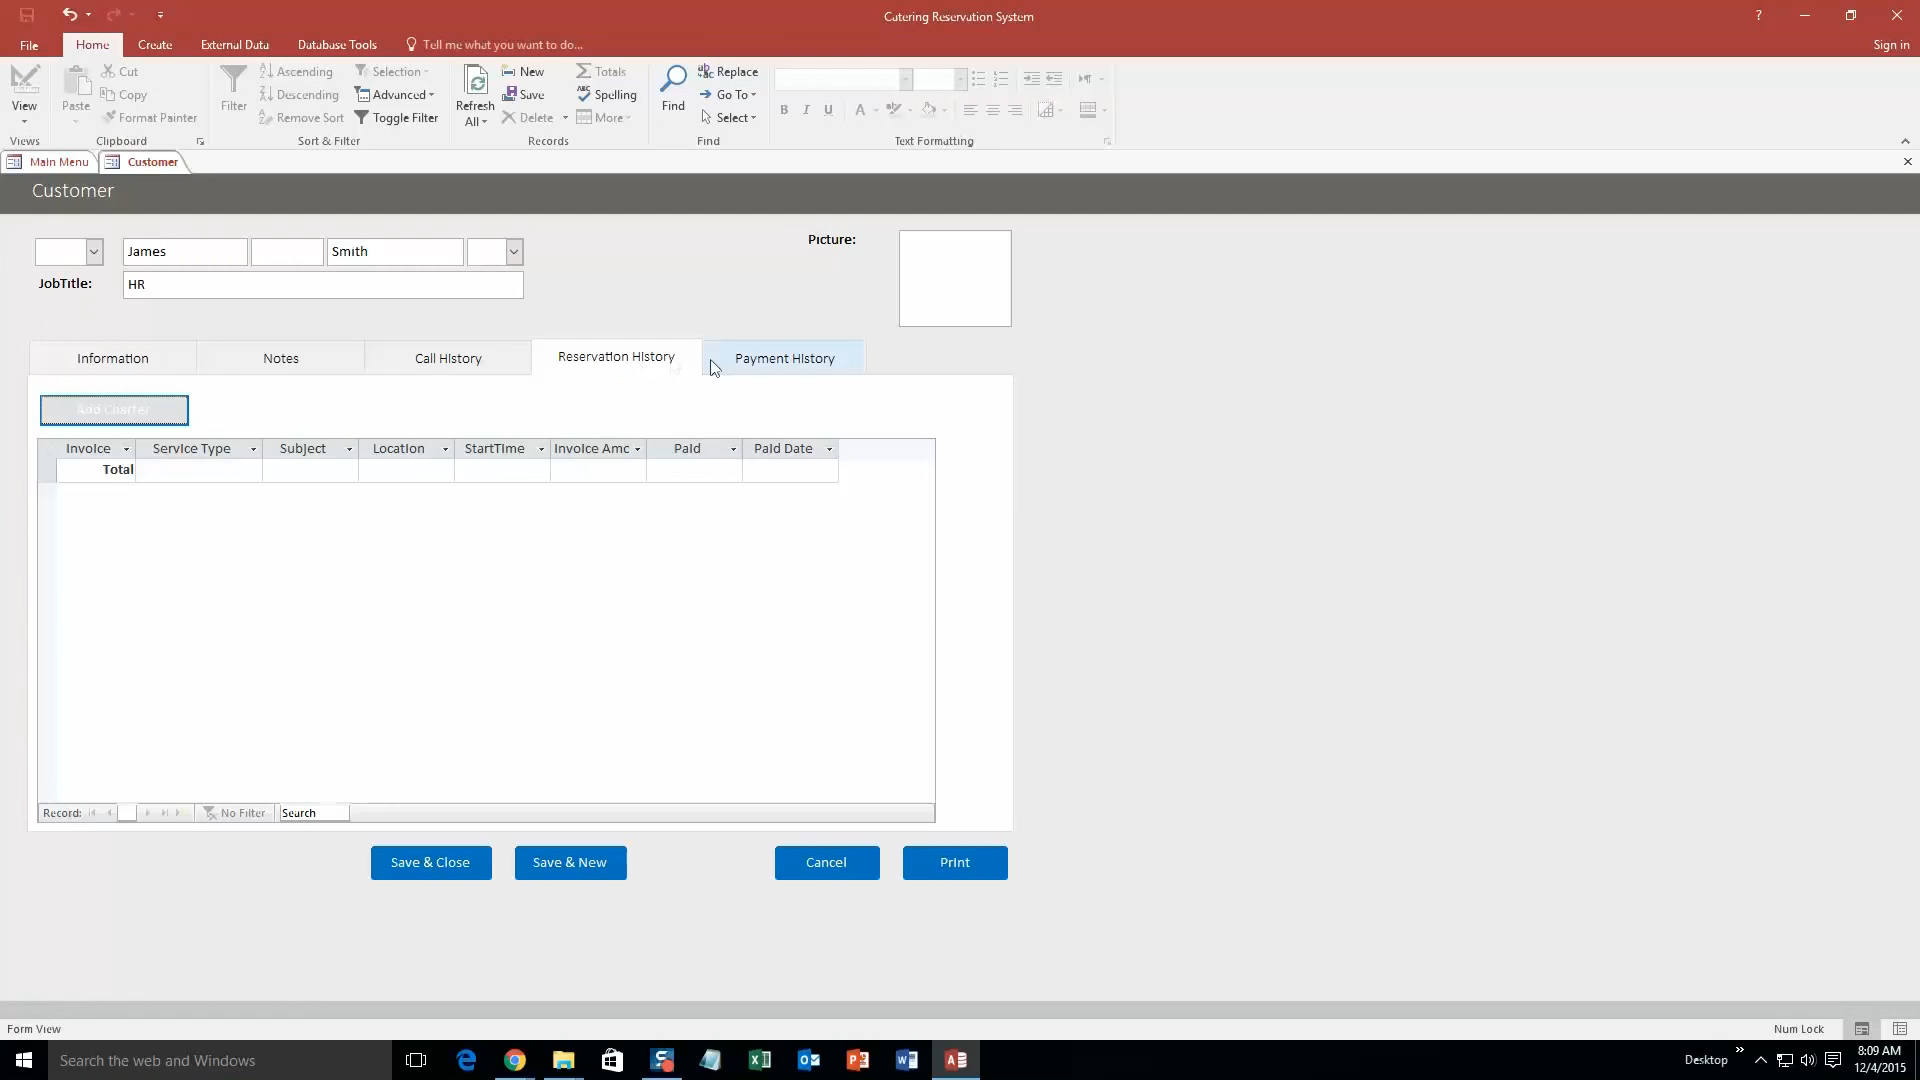 Catering Reservation System
?
File Home Create External Data Database Tools Tell me what you want to do... Sign in
View
Views
Paste
Cut
Copy
Format Painter
Clipboard
Filter
Ascending
Descending
Remove Sort
Selection
Advanced
Toggle Filter
Sort & Filter
Refresh
All
New
Save
Delete
Totals
Spelling
More
Records
Find
Replace
Go To
Select
Find
B I U A
Text Formatting
Main Menu Customer
Customer
James Smith
JobTitle: HR
Picture:
Information Notes Call History Reservation History Payment History
Add Charter
Invoice Service Type Subject Location StartTime Invoice Amc Paid Paid Date
Total
Record: No Filter Search
Save & Close Save & New Cancel Print
Form View Num Lock
Search the web and Windows
Desktop
8:09 AM
12/4/2015